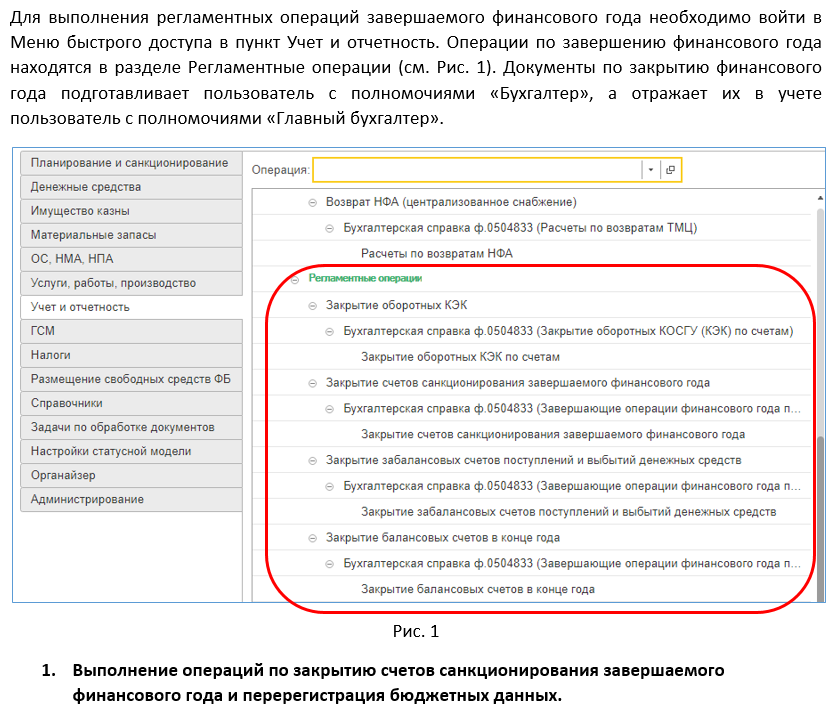 Для выполнения регламентных операций завершаемого финансового года необходимо войти в
Меню быстрого доступа в пункт Учет и отчетность. Операции по завершению финансового года
находятся в разделе Регламентные операции (см. Рис. 1). Документы по закрытию финансового
года подготавливает пользователь с полномочиями «Бухгалтер», а отражает их в учете
пользователь с полномочиями «Главный бухгалтер».
Планирование и санкционирование
Денежные средства
Имущество казны
Материальные запасы
ОС, НМА, НПА
Услуги, работы, производство
Учет и отчетность
ГСМ
Налоги
Размещение свободных средств ФБ
Справочники
Задачи по обработке документов
Настройки статусной модели
Органайзер
Администрирование
Операция:
Возврат НФА (централизованное снабжение)
Бухгалтерская справка ф.0504833 (Расчеты по возвратам ТМЦ)
Расчеты по возвратам НФА
Регламентные операции
Закрытие оборотных КЭК
Бухгалтерская справка ф.0504833 (Закрытие оборотных КОСГУ (КЭК) по счетам)
Закрытие оборотных КЭК по счетам
Закрытие счетов санкционирования завершаемого финансового года
Бухгалтерская справка ф.0504833 (Завершающие операции финансового года п...
Закрытие счетов санкционирования завершаемого финансового года
Закрытие забалансовых счетов поступлений и выбытий денежных средств
Бухгалтерская справка ф.0504833 (Завершающие операции финансового года п...
Закрытие забалансовых счетов поступлений и выбытий денежных средств
Закрытие балансовых счетов в конце года
Бухгалтерская справка ф.0504833 (Завершающие операции финансового года п...
Закрытие балансовых счетов в конце года
Рис. 1
1. Выполнение операций по закрытию счетов санкционирования завершаемого
финансового года и перерегистрация бюджетных данных.